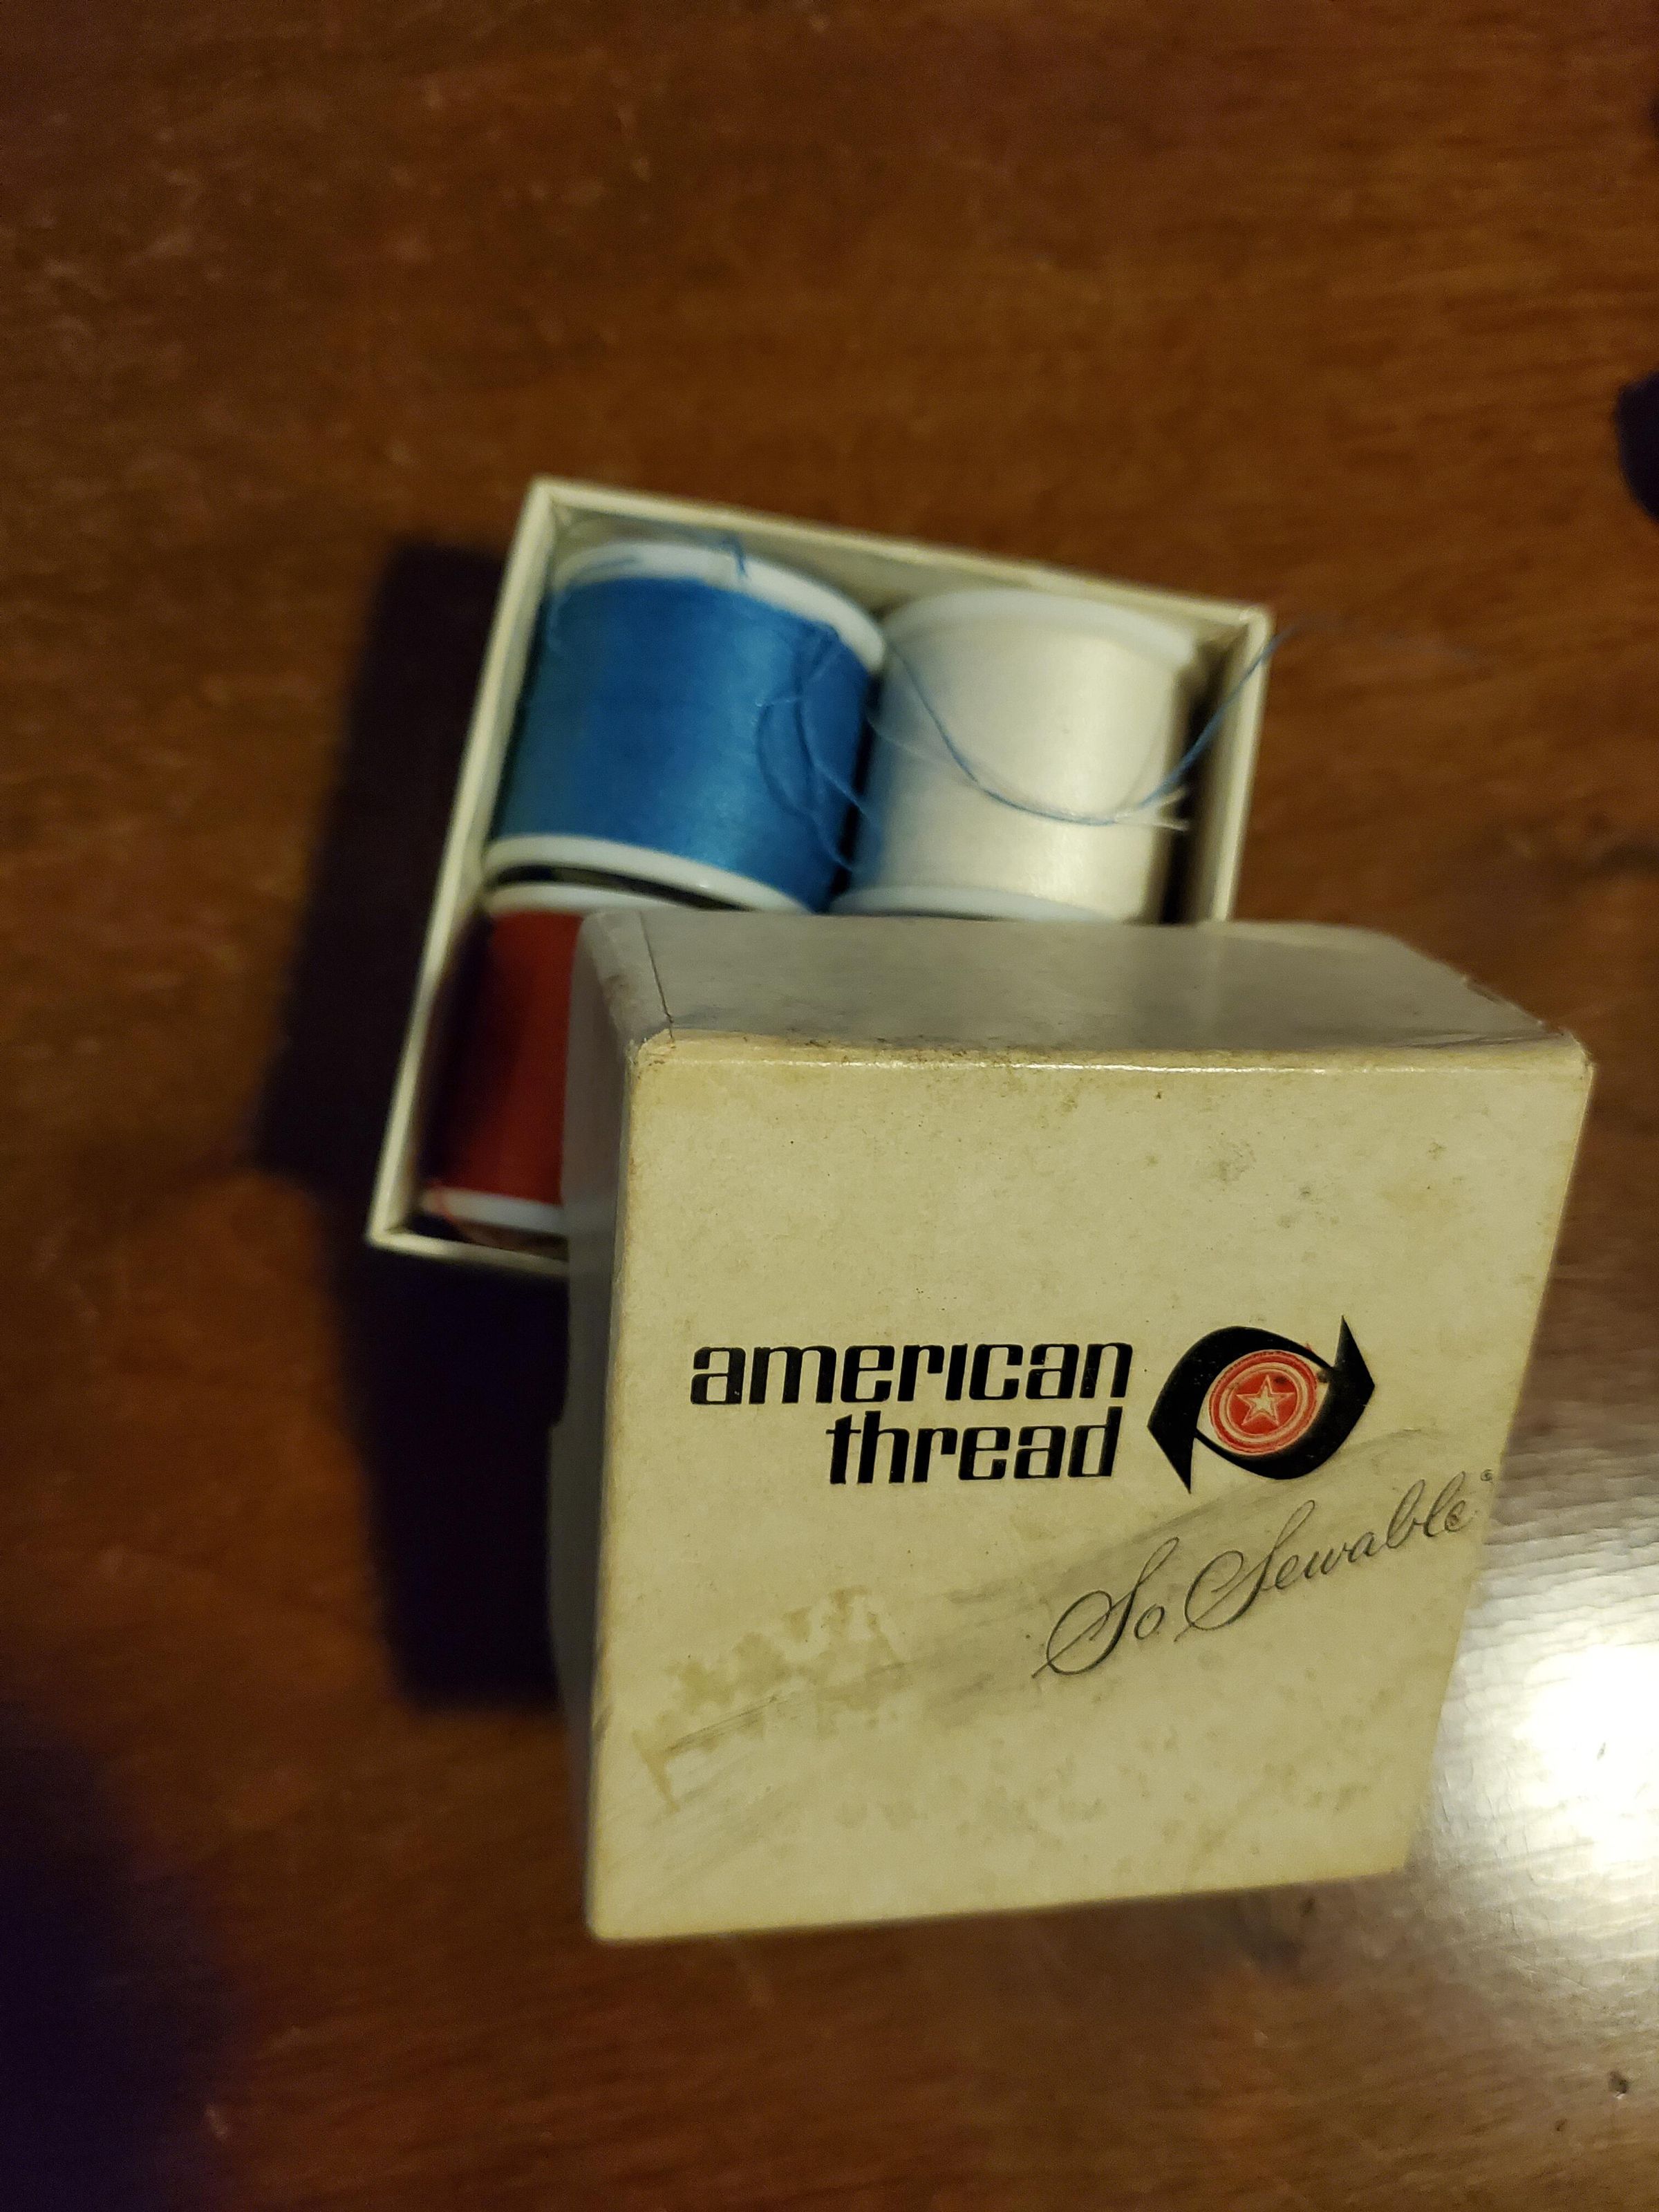 american
thread
So Sewable®